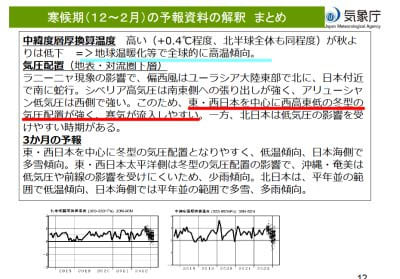 寒候期(12～2月)の予報資料の解釈 まとめ
気象庁
Japan Meteorological Agency
中緯度層厚換算温度 高い(+0.4℃程度、北半球全体も同程度)が秋よ
りは低下 =>地球温暖化等で全球的に高温傾向。
気圧配置(地表・対流圏下層)
ラニーニャ現象の影響で、偏西風はユーラシア大陸東部で北に、日本付近
で南に蛇行。シベリア高気圧は南東側への張り出しが強く、アリューシャ
ン低気圧は西側で強い。このため、東・西日本を中心に西高東低の冬型の
気圧配置が強く、寒気が流入しやすい。一方、北日本は低気圧の影響を受
けやすい時期がある。
3か月の予報
東・西日本を中心に冬型の気圧配置となりやすく、低温傾向、日本海側で
多雪傾向。東・西日本太平洋側は冬型の気圧配置の影響で、沖縄・奄美は
低気圧や前線の影響を受けにくいため、少雨傾向。北日本は、平年並の範
囲で低温傾向、日本海側では平年並の範囲で多雪、多雨傾向。
12